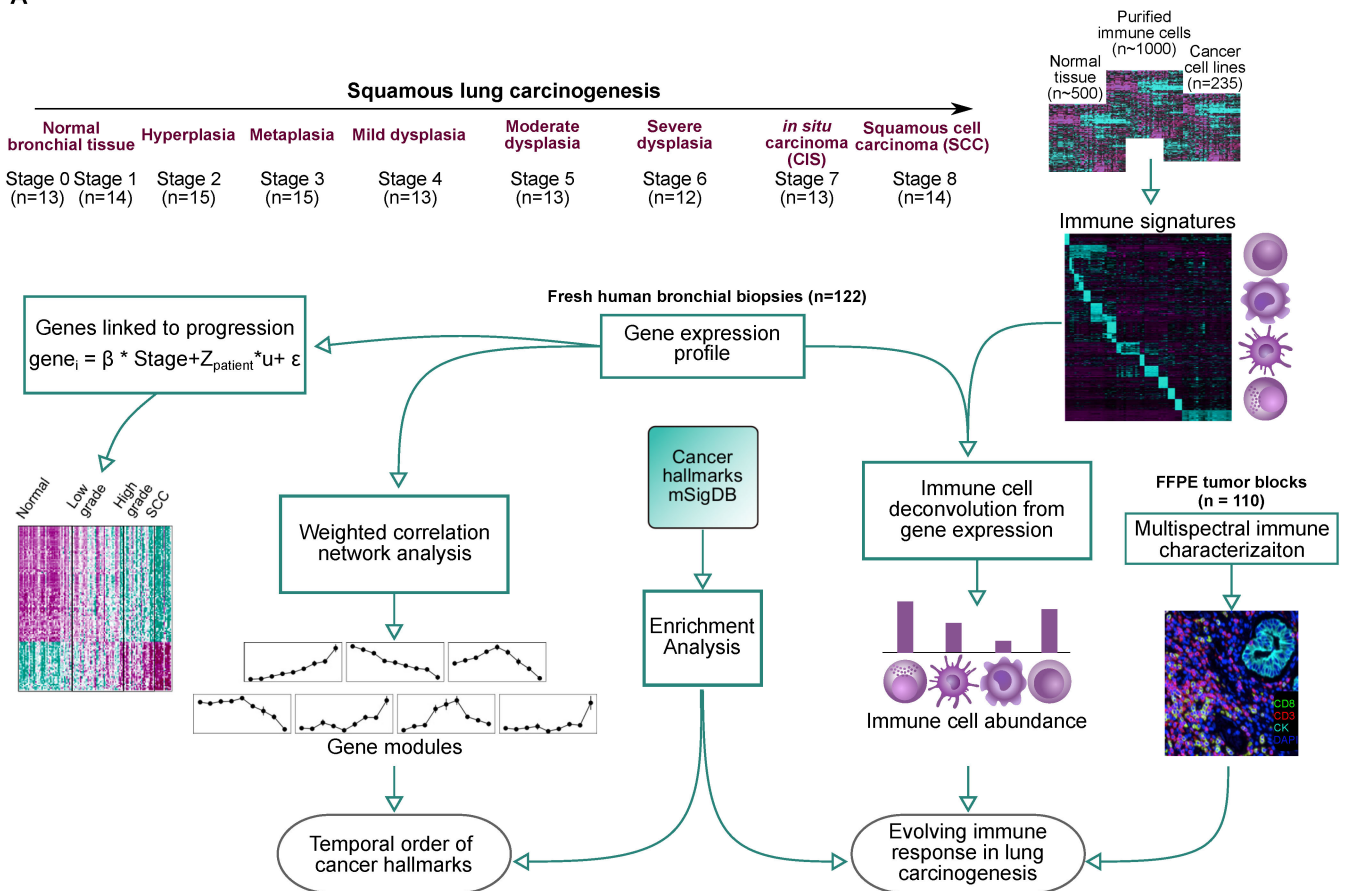 A
Purified
immune cells
(n~1000)
Normal
tissue
(n~500)
Cancer
cell lines
(n=235)
Squamous lung carcinogenesis
Normal
bronchial tissue
Hyperplasia
Metaplasia
Mild dysplasia
Moderate
dysplasia
Severe
dysplasia
in situ
carcinoma
(CIS)
Squamous cell
carcinoma (SCC)
Stage 0
(n=13)
Stage 1
(n=14)
Stage 2
(n=15)
Stage 3
(n=15)
Stage 4
(n=13)
Stage 5
(n=13)
Stage 6
(n=12)
Stage 7
(n=13)
Stage 8
(n=14)
Immune signatures
Fresh human bronchial biopsies (n=122)
Gene expression
profile
Genes linked to progression
geneᵢ = β * Stage+Zpatient*u+ ε
Normal
Low
grade
High
grade
SCC
Weighted correlation
network analysis
Gene modules
Cancer
hallmarks
mSigDB
Enrichment
Analysis
Immune cell
deconvolution from
gene expression
Immune cell abundance
FFPE tumor blocks
(n = 110)
Multispectral immune
characterizaiton
CD8
CD3
CK
DAPI
Temporal order of
cancer hallmarks
Evolving immune
response in lung
carcinogenesis